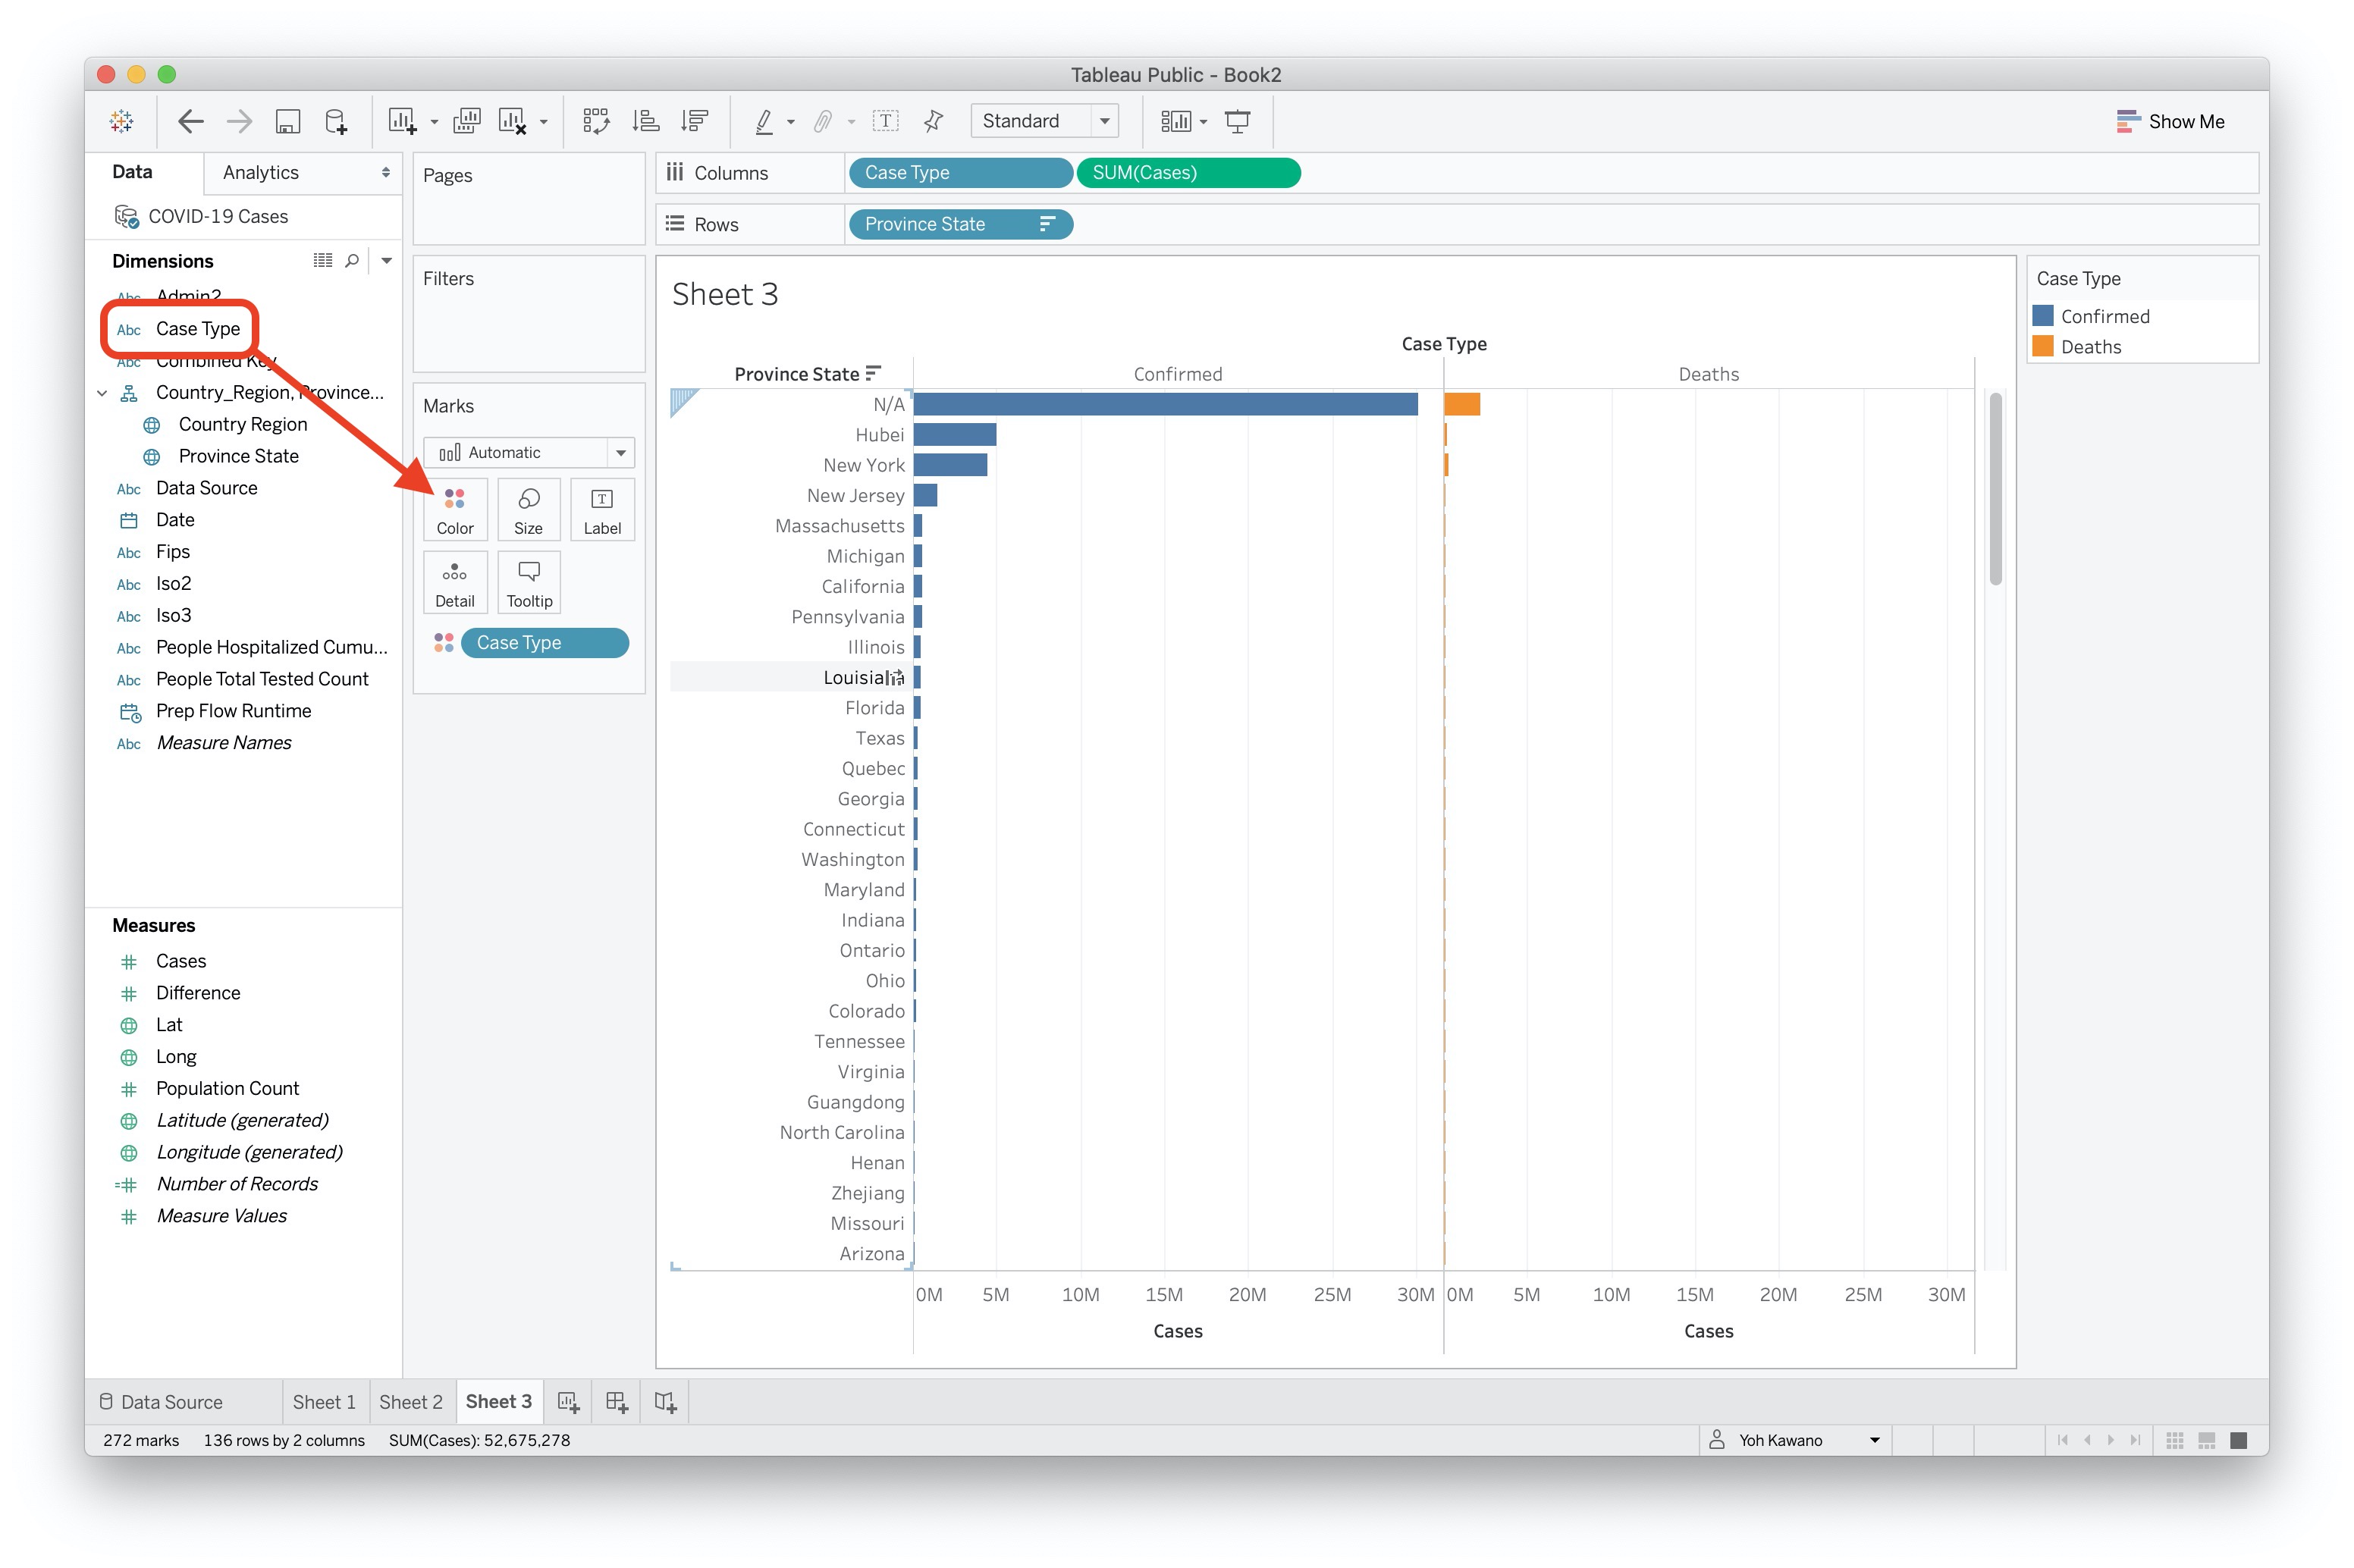 Tableau Public - Book2
Standard
Show Me
Data
Analytics
COVID-19 Cases
Dimensions
Abc Admin2
Abc Case Type
Abc Combined Key
Country_Region, Province...
Country Region
Province State
Abc Data Source
Date
Abc Fips
Abc Iso2
Abc Iso3
Abc People Hospitalized Cumu...
Abc People Total Tested Count
Prep Flow Runtime
Abc Measure Names
Measures
Cases
Difference
Lat
Long
Population Count
Latitude (generated)
Longitude (generated)
Number of Records
Measure Values
Pages
Filters
Marks
Automatic
Color
Size
Label
Detail
Tooltip
Case Type
Columns
Case Type
SUM(Cases)
Rows
Province State
Sheet 3
Case Type
Province State
Confirmed
Deaths
N/A
Hubei
New York
New Jersey
Massachusetts
Michigan
California
Pennsylvania
Illinois
Louisiana
Florida
Texas
Quebec
Georgia
Connecticut
Washington
Maryland
Indiana
Ontario
Ohio
Colorado
Tennessee
Virginia
Guangdong
North Carolina
Henan
Zhejiang
Missouri
Arizona
0M 5M 10M 15M 20M 25M 30M 0M 5M 10M 15M 20M 25M 30M
Cases
Cases
Case Type
Confirmed
Deaths
Data Source
Sheet 1
Sheet 2
Sheet 3
272 marks
136 rows by 2 columns
SUM(Cases): 52,675,278
Yoh Kawano